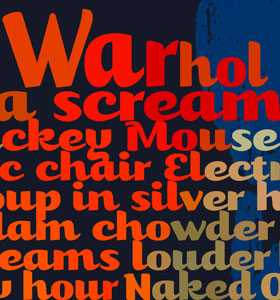 Warhol
a scream
ckey Mouse
c chair Electr
oup in silver h
lam chowder
eams louder
y hour Naked